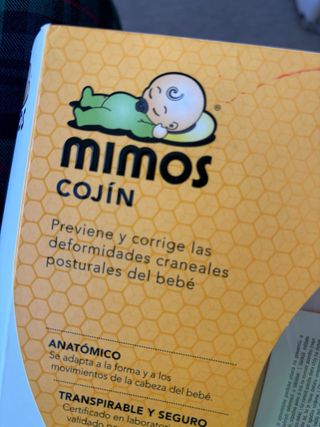 mimos
COJÍN
Previene y corrige las
deformidades craneales
posturales del bebé
ANATÓMICO
Se adapta a la forma y a los
movimientos de la cabeza del bebé.
TRANSPIRABLE Y SEGURO
Certificado en
validado